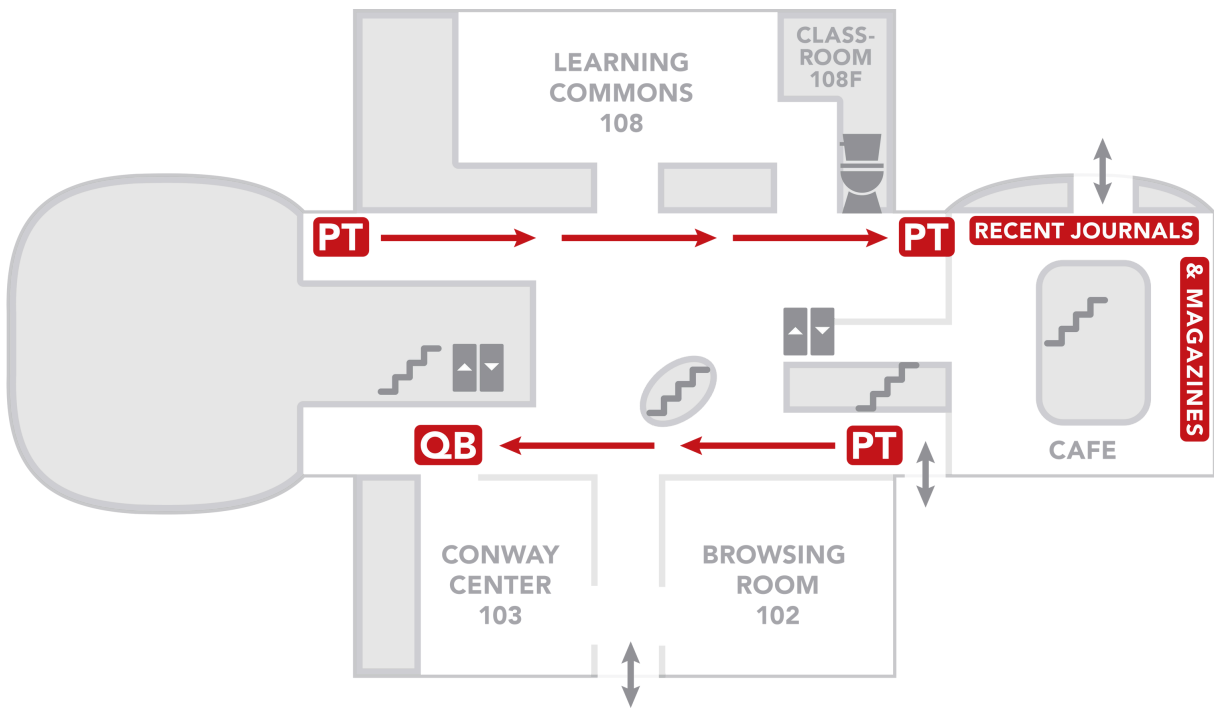 LEARNING
COMMONS
108
CLASS-
ROOM
108F
PT
PT
RECENT JOURNALS
& MAGAZINES
CAFE
QB
PT
CONWAY
CENTER
103
BROWSING
ROOM
102